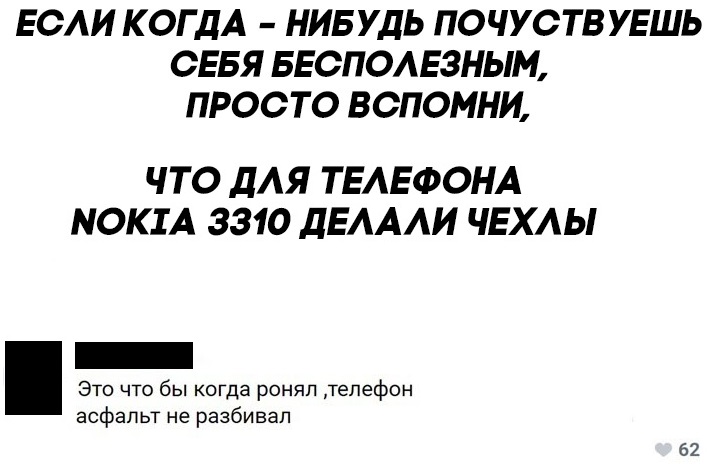 ЕСЛИ КОГДА - НИБУДЬ ПОЧУСТВУЕШЬ
СЕБЯ БЕСПОЛЕЗНЫМ,
ПРОСТО ВСПОМНИ,
ЧТО ДЛЯ ТЕЛЕФОНА
NOKIA 3310 ДЕЛАЛИ ЧЕХЛЫ
Это что бы когда ронял ,телефон
асфальт не разбивал
62